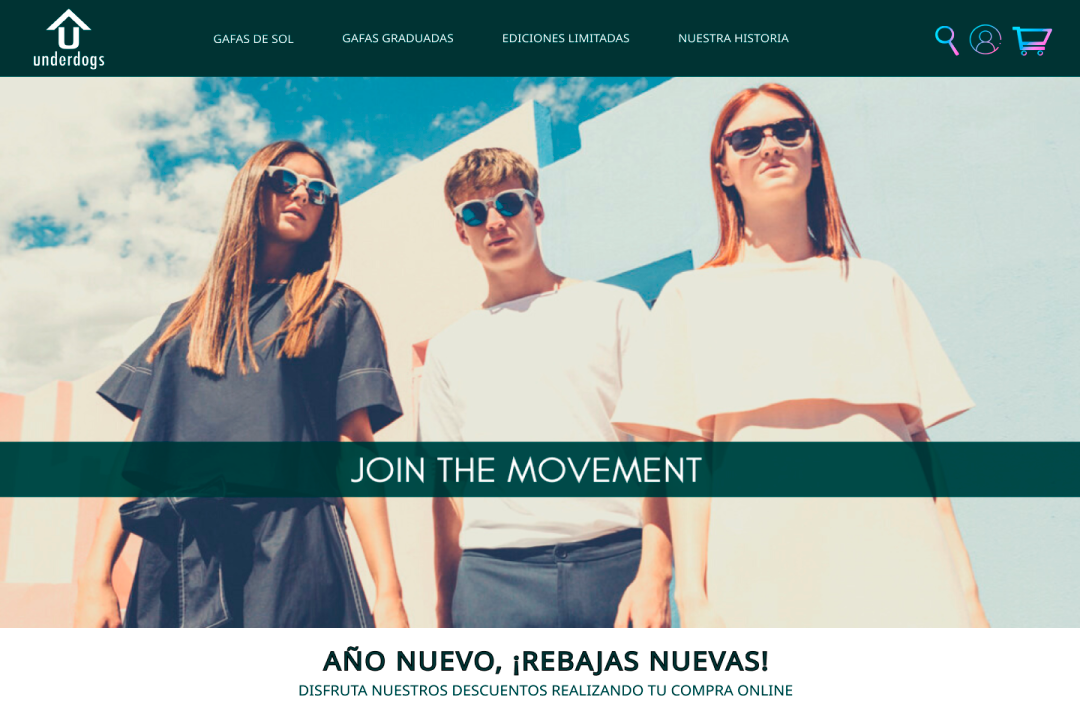 underdogs
GAFAS DE SOL
GAFAS GRADUADAS
EDICIONES LIMITADAS
NUESTRA HISTORIA
JOIN THE MOVEMENT
AÑO NUEVO, ¡REBAJAS NUEVAS!
DISFRUTA NUESTROS DESCUENTOS REALIZANDO TU COMPRA ONLINE